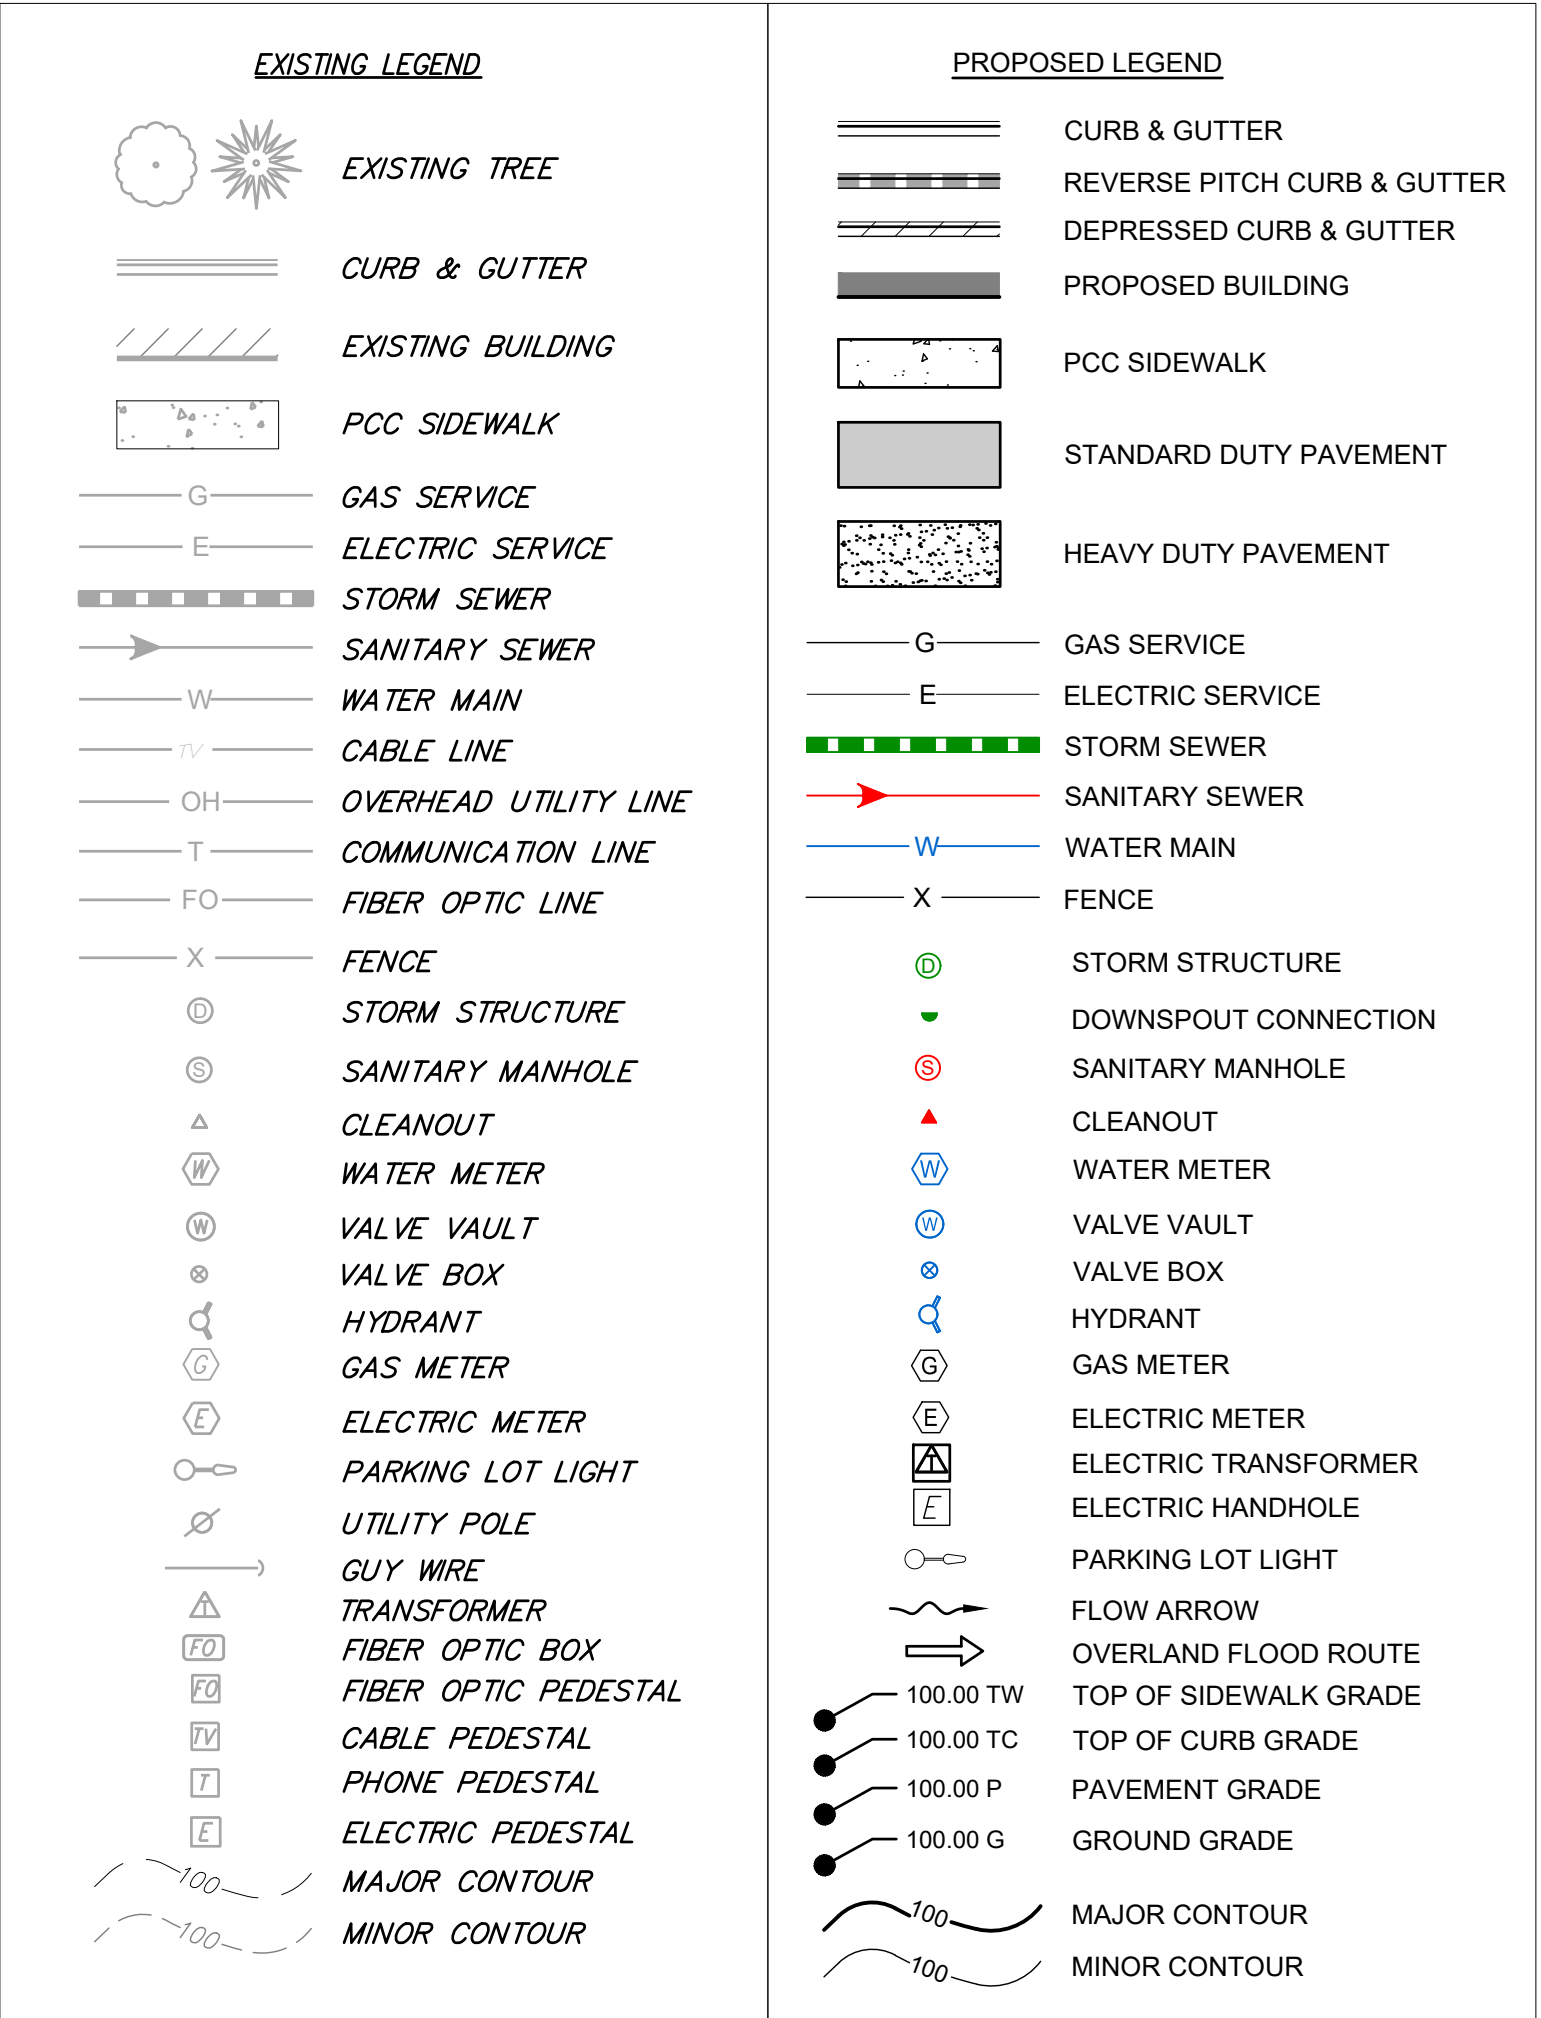 EXISTING LEGEND
EXISTING TREE
CURB & GUTTER
EXISTING BUILDING
PCC SIDEWALK
G GAS SERVICE
E ELECTRIC SERVICE
STORM SEWER
SANITARY SEWER
W WATER MAIN
TV CABLE LINE
OH OVERHEAD UTILITY LINE
T COMMUNICATION LINE
FO FIBER OPTIC LINE
X FENCE
D STORM STRUCTURE
S SANITARY MANHOLE
CLEANOUT
W WATER METER
W VALVE VAULT
VALVE BOX
HYDRANT
G GAS METER
E ELECTRIC METER
PARKING LOT LIGHT
UTILITY POLE
GUY WIRE
T TRANSFORMER
FO FIBER OPTIC BOX
FO FIBER OPTIC PEDESTAL
TV CABLE PEDESTAL
T PHONE PEDESTAL
E ELECTRIC PEDESTAL
100 MAJOR CONTOUR
100 MINOR CONTOUR
PROPOSED LEGEND
CURB & GUTTER
REVERSE PITCH CURB & GUTTER
DEPRESSED CURB & GUTTER
PROPOSED BUILDING
PCC SIDEWALK
STANDARD DUTY PAVEMENT
HEAVY DUTY PAVEMENT
G GAS SERVICE
E ELECTRIC SERVICE
STORM SEWER
SANITARY SEWER
W WATER MAIN
X FENCE
D STORM STRUCTURE
DOWNSPOUT CONNECTION
S SANITARY MANHOLE
CLEANOUT
W WATER METER
W VALVE VAULT
VALVE BOX
HYDRANT
G GAS METER
E ELECTRIC METER
T ELECTRIC TRANSFORMER
E ELECTRIC HANDHOLE
PARKING LOT LIGHT
FLOW ARROW
OVERLAND FLOOD ROUTE
100.00 TW TOP OF SIDEWALK GRADE
100.00 TC TOP OF CURB GRADE
100.00 P PAVEMENT GRADE
100.00 G GROUND GRADE
100 MAJOR CONTOUR
100 MINOR CONTOUR